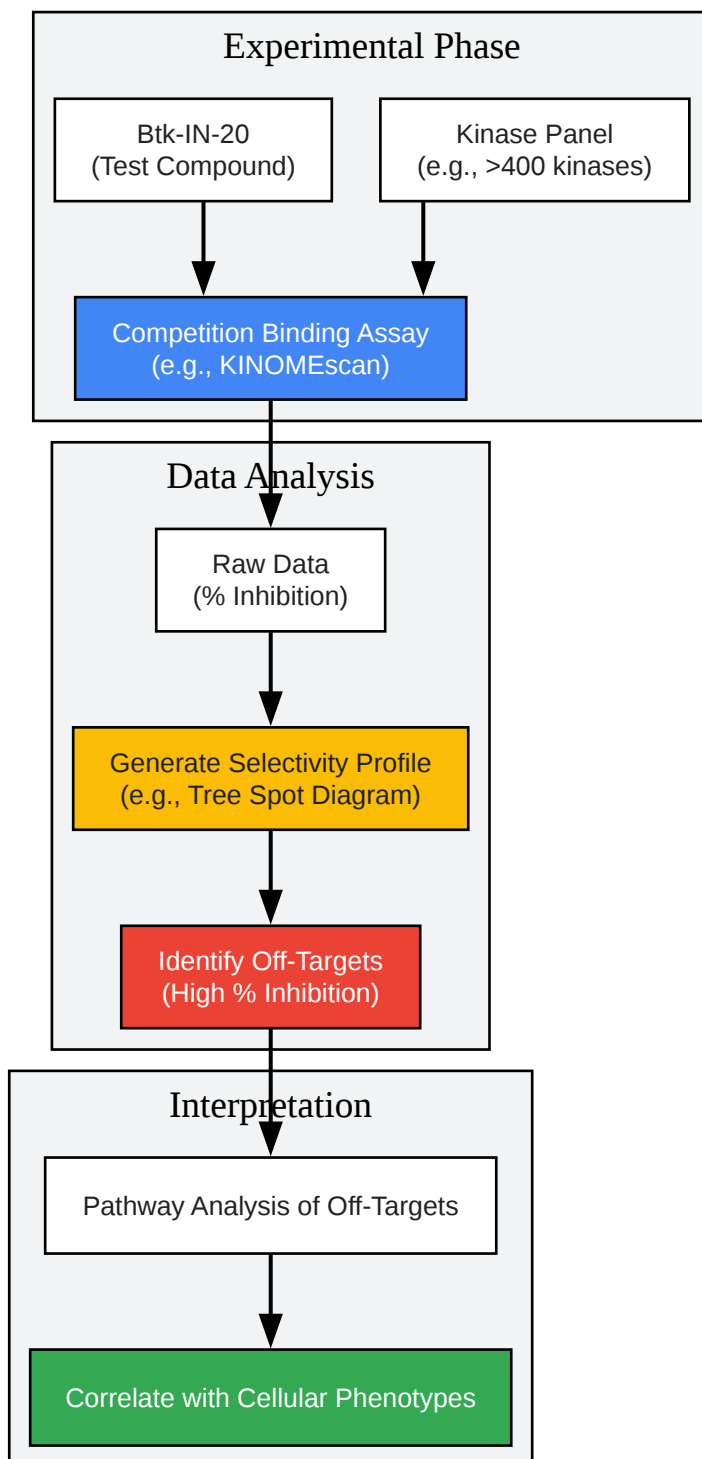 Experimental Phase
Btk-IN-20
(Test Compound)
Kinase Panel
(e.g., >400 kinases)
Competition Binding Assay
(e.g., KINOMEscan)
Data Analysis
Raw Data
(% Inhibition)
Generate Selectivity Profile
(e.g., Tree Spot Diagram)
Identify Off-Targets
(High % Inhibition)
Interpretation
Pathway Analysis of Off-Targets
Correlate with Cellular Phenotypes